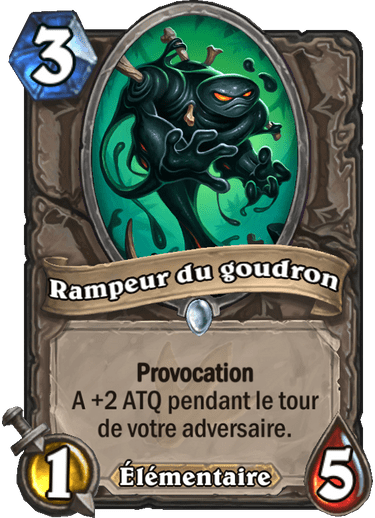 3
Rampeur du goudron
Provocation
A +2 ATQ pendant le tour
de votre adversaire.
1
Élémentaire
5